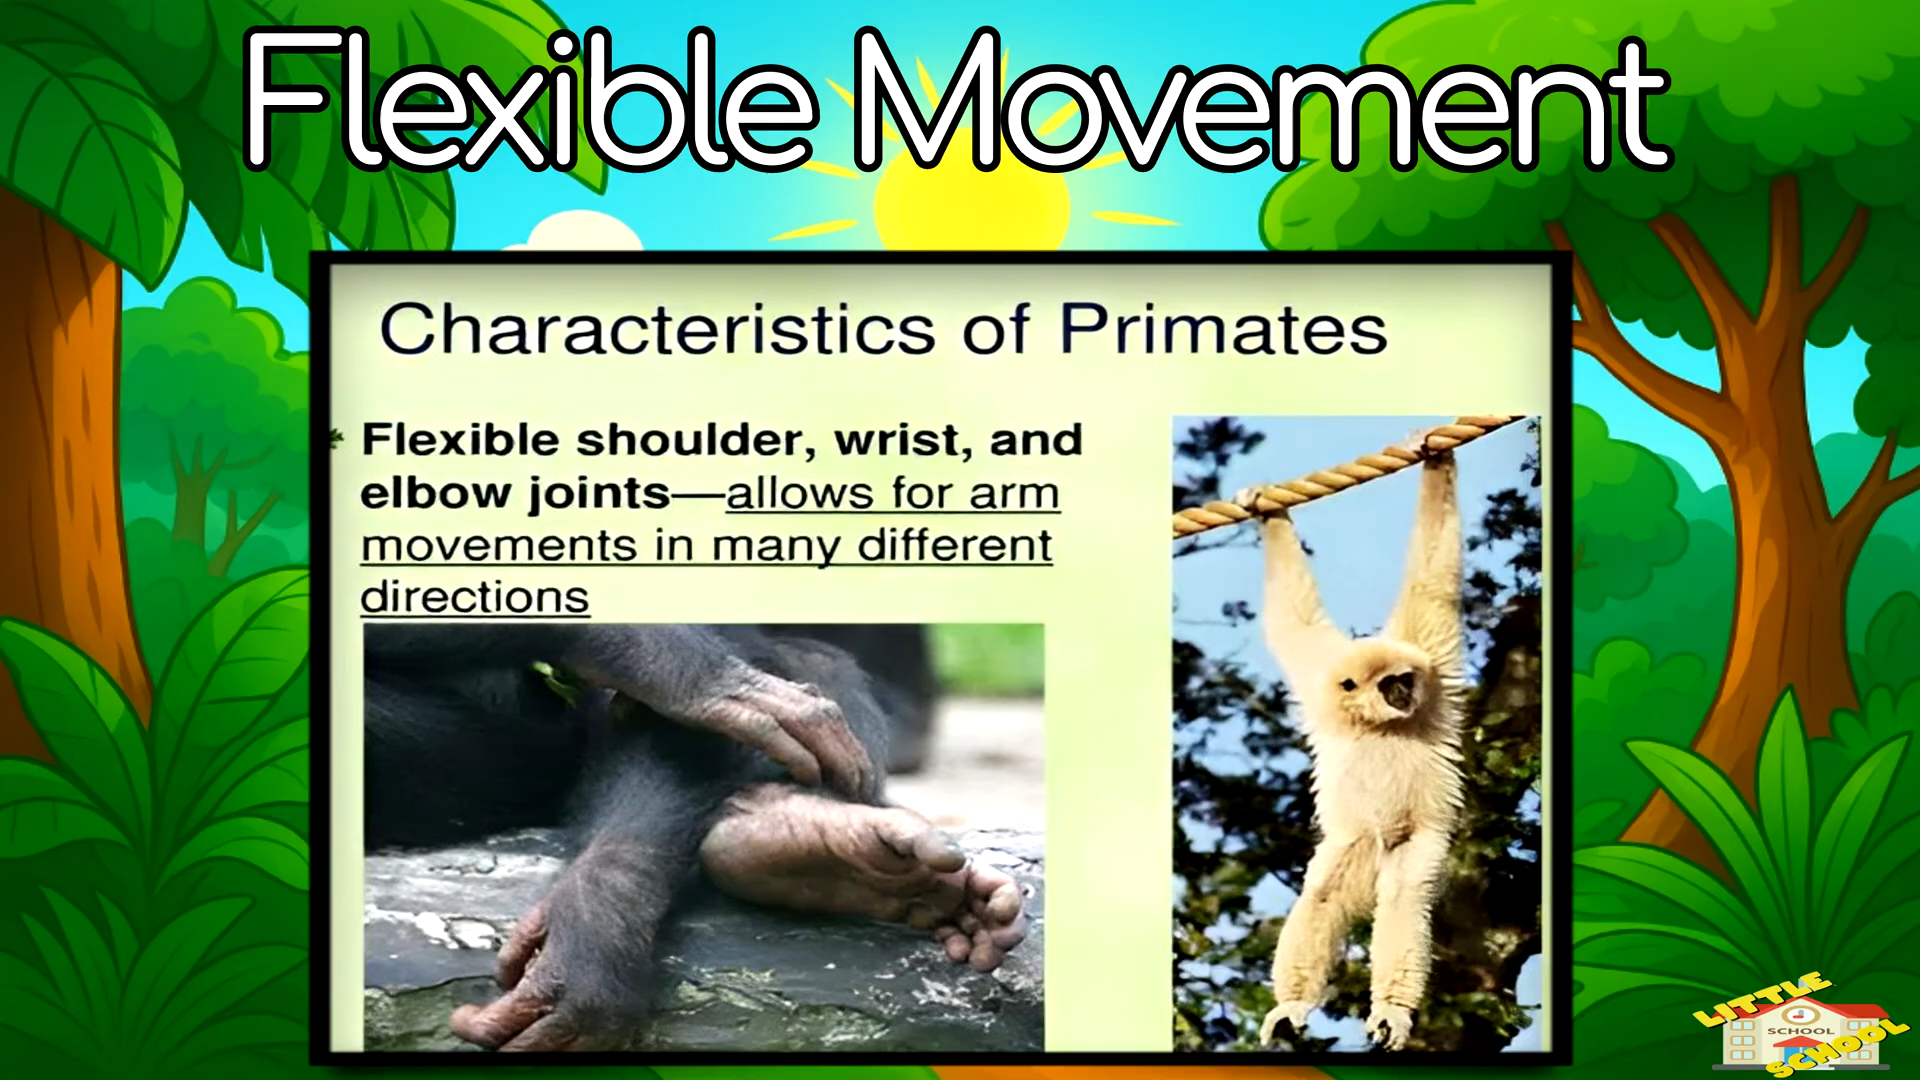 Flexible Movement
Characteristics of Primates
Flexible shoulder, wrist, and
elbow joints—allows for arm
movements in many different
directions
LITTLE
SCHOOL
SCHOOL